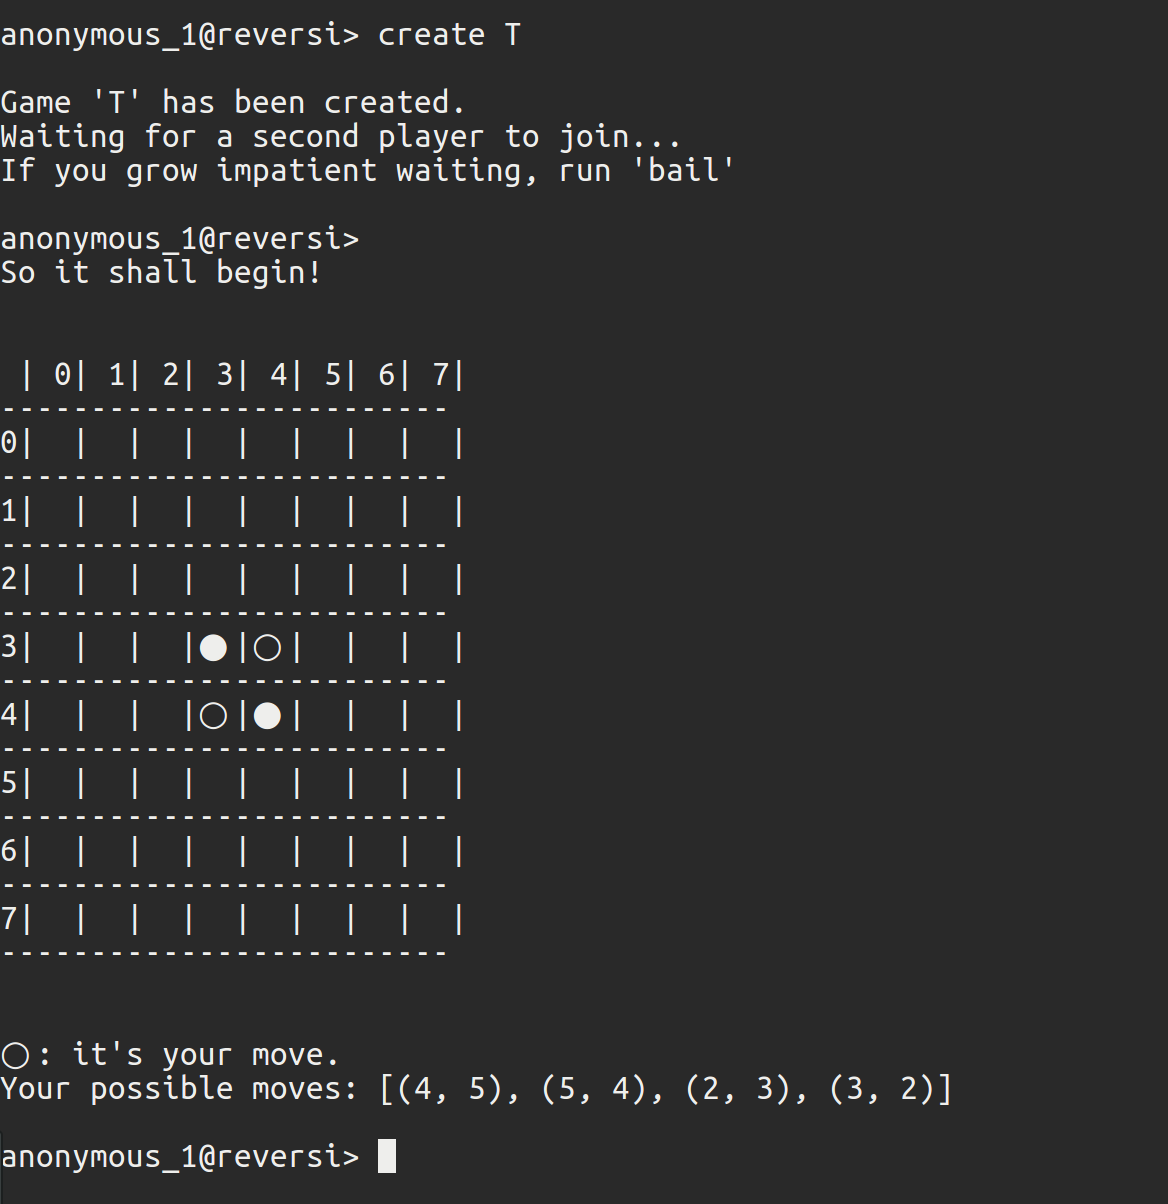 anonymous_1@reversi> create T
Game 'T' has been created.
Waiting for a second player to join...
If you grow impatient waiting, run 'bail'
anonymous_1@reversi>
So it shall begin!
 | 0| 1| 2| 3| 4| 5| 6| 7|
-------------------------
0|  |  |  |  |  |  |  |  |
-------------------------
1|  |  |  |  |  |  |  |  |
-------------------------
2|  |  |  |  |  |  |  |  |
-------------------------
3|  |  |  |●|○|  |  |  |
-------------------------
4|  |  |  |○|●|  |  |  |
-------------------------
5|  |  |  |  |  |  |  |  |
-------------------------
6|  |  |  |  |  |  |  |  |
-------------------------
7|  |  |  |  |  |  |  |  |
-------------------------
○: it's your move.
Your possible moves: [(4, 5), (5, 4), (2, 3), (3, 2)]
anonymous_1@reversi>